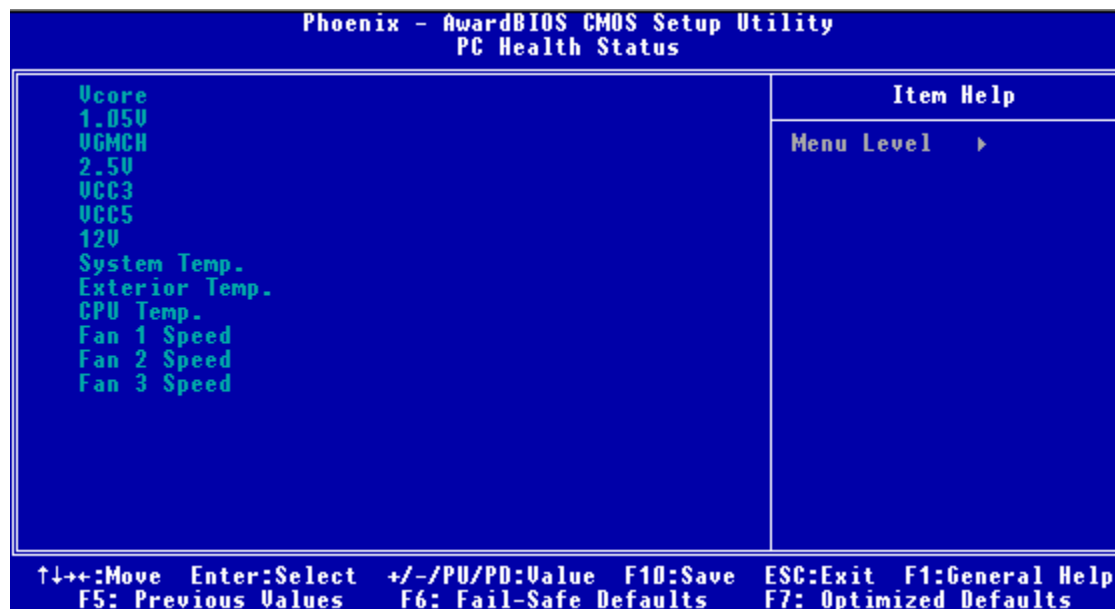 Phoenix - AwardBIOS CMOS Setup Utility
PC Health Status
Vcore
1.05V
VGMCH
2.5V
VCC3
VCC5
12V
System Temp.
Exterior Temp.
CPU Temp.
Fan 1 Speed
Fan 2 Speed
Fan 3 Speed
Item Help
Menu Level ▸
↑↓→←:Move Enter:Select +/-/PU/PD:Value F10:Save ESC:Exit F1:General Help
F5: Previous Values F6: Fail-Safe Defaults F7: Optimized Defaults